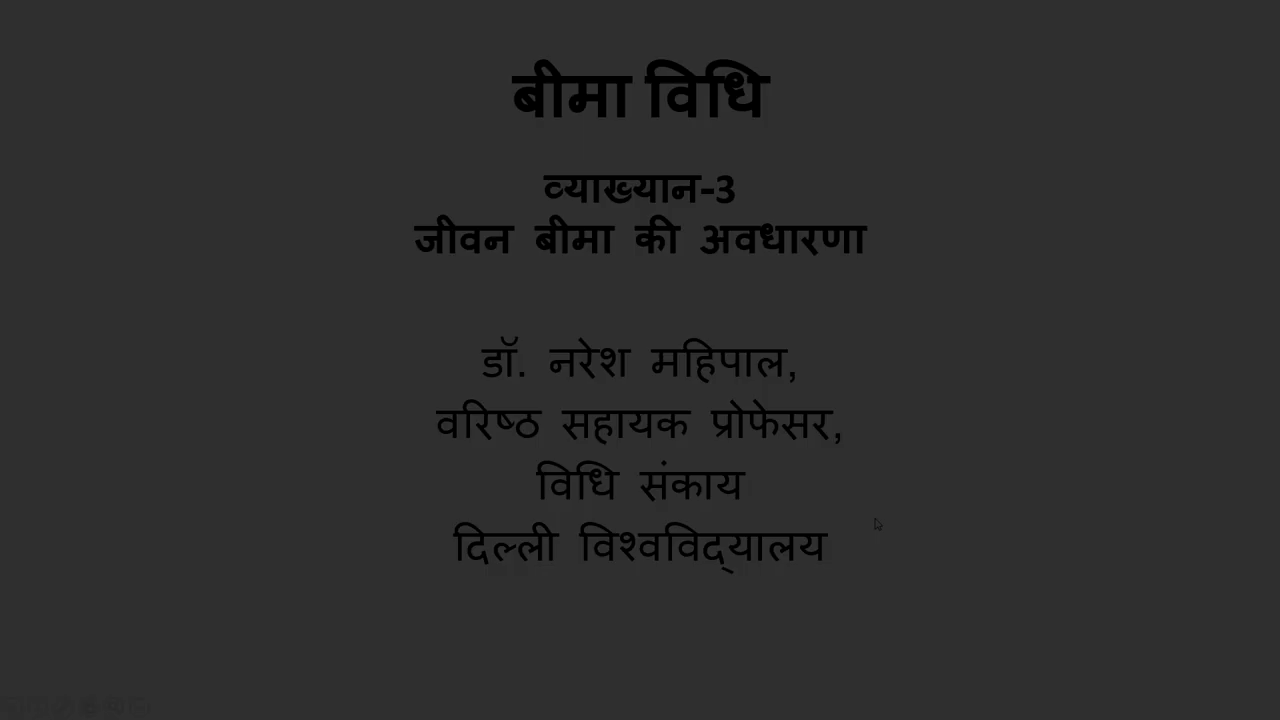 बीमा विधि
व्याख्यान-3
जीवन बीमा की अवधारणा
डॉ. नरेश महिपाल,
वरिष्ठ सहायक प्रोफेसर,
विधि संकाय
दिल्ली विश्वविद्यालय